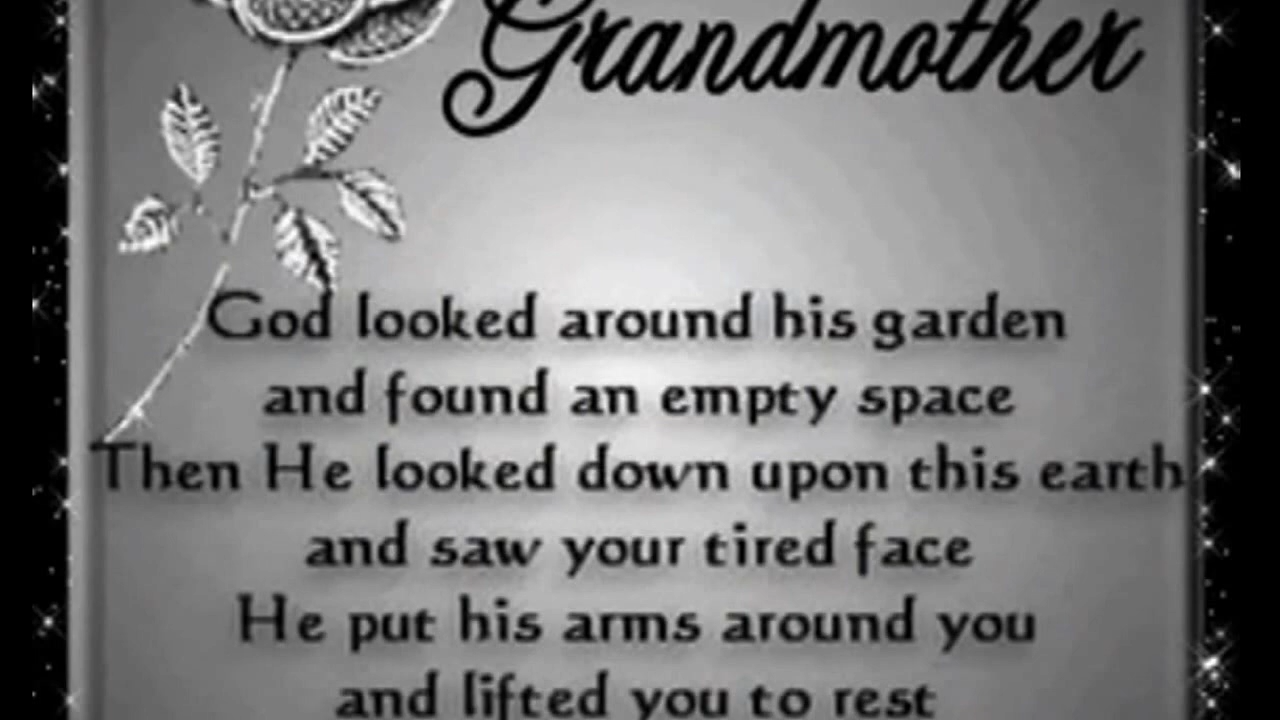 Grandmother
God looked around his garden
and found an empty space
Then He looked down upon this earth
and saw your tired face
He put his arms around you
and lifted you to rest